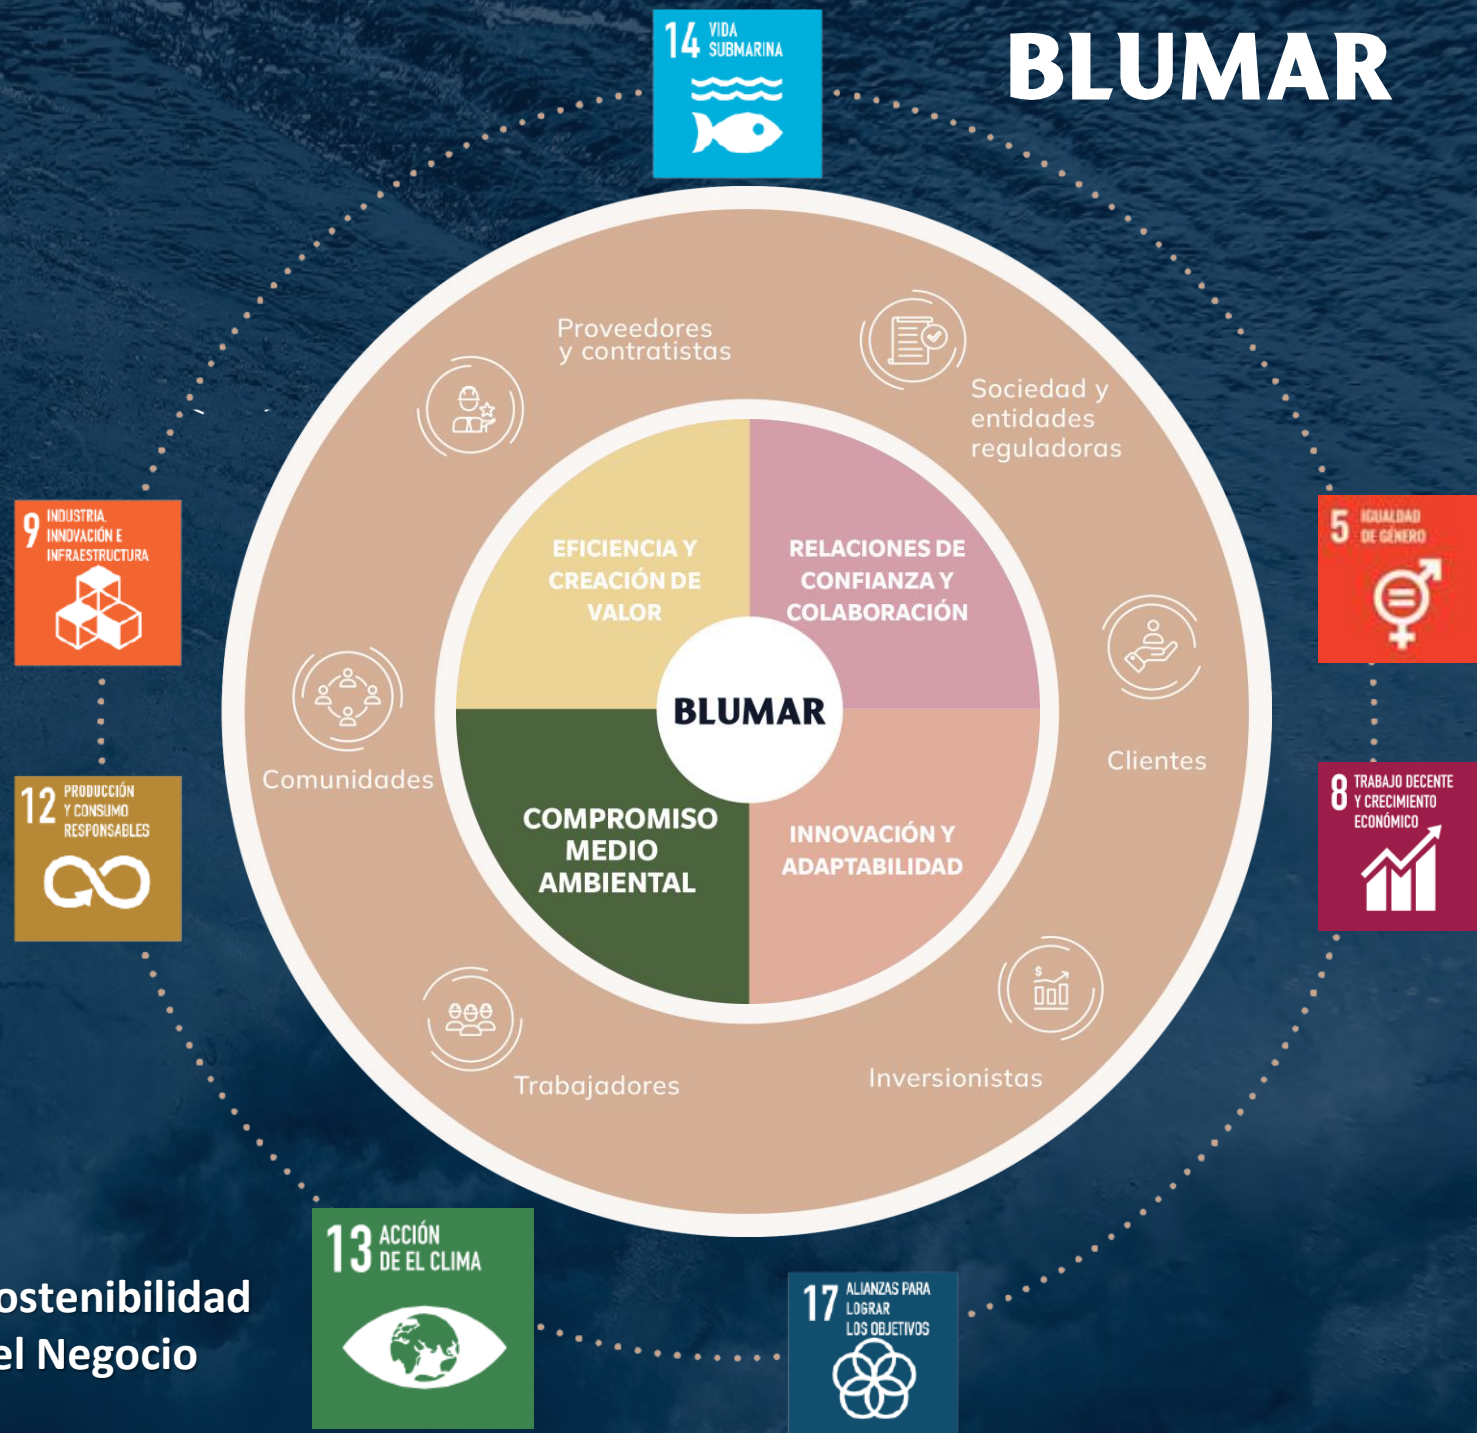 BLUMAR
14 VIDA
SUBMARINA
Proveedores
y contratistas
Sociedad y
entidades
reguladoras
9 INDUSTRIA.
INNOVACIÓN E
INFRAESTRUCTURA
5 IGUALDAD
DE GÉNERO
EFICIENCIA Y
CREACIÓN DE
VALOR
RELACIONES DE
CONFIANZA Y
COLABORACIÓN
BLUMAR
Comunidades
Clientes
12 PRODUCCIÓN
Y CONSUMO
RESPONSABLES
8 TRABAJO DECENTE
Y CRECIMIENTO
ECONÓMICO
COMPROMISO
MEDIO
AMBIENTAL
INNOVACIÓN Y
ADAPTABILIDAD
Trabajadores
$
Inversionistas
13 ACCIÓN
DE EL CLIMA
17 ALIANZAS PARA
LOGRAR
LOS OBJETIVOS
ostenibilidad
el Negocio